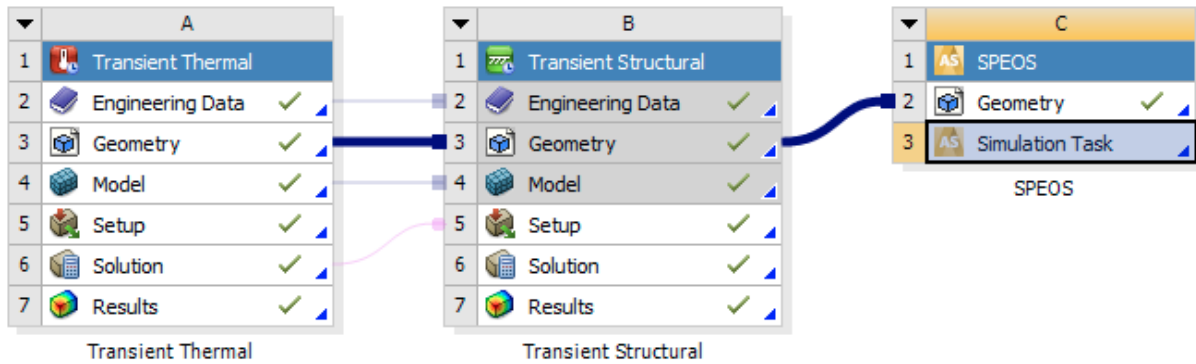 A
1 Transient Thermal
2 Engineering Data
3 Geometry
4 Model
5 Setup
6 Solution
7 Results
Transient Thermal
B
1 Transient Structural
2 Engineering Data
3 Geometry
4 Model
5 Setup
6 Solution
7 Results
Transient Structural
C
1 AS SPEOS
2 Geometry
3 AS Simulation Task
SPEOS